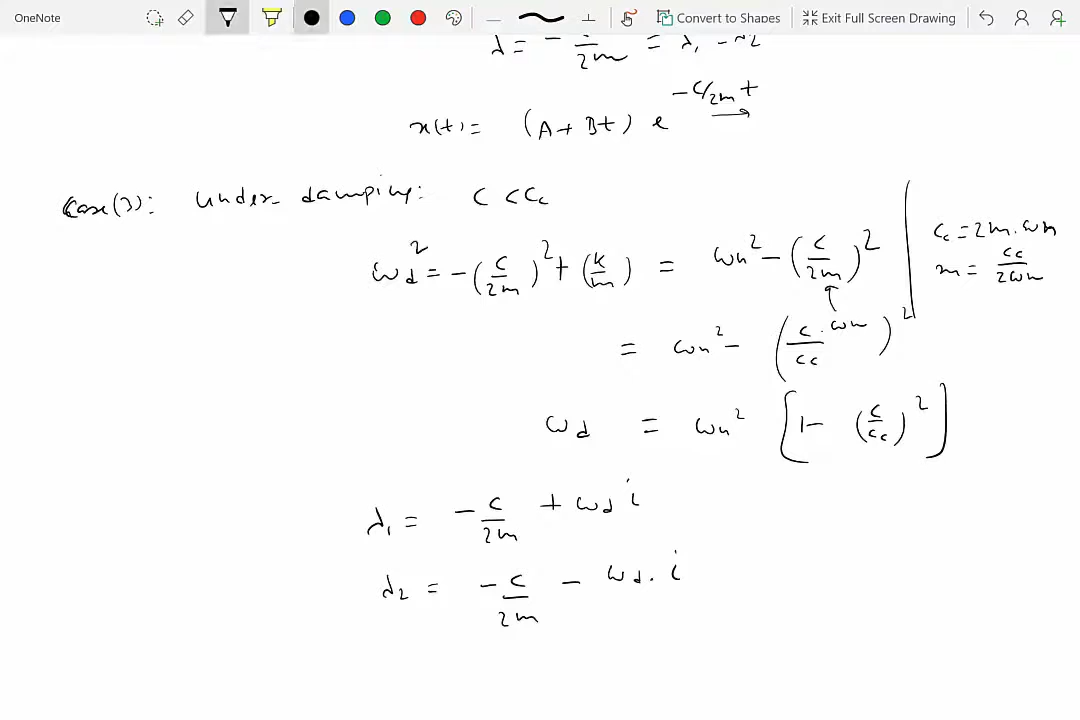 OneNote
Convert to Shapes
Exit Full Screen Drawing
λ = - c/2m = λ₁ = λ₂
x(t) = (A + Bt) e^(-c/2m t)
Case(3): Under-damping: c < cc
ωd² = -(c/2m)² + (k/m) = ωn² - (c/2m)²
cc = 2m.ωn
m = cc/2ωn
= ωn² - (c/cc . ωn)²
ωd = ωn² [1 - (c/cc)²]
λ₁ = -c/2m + ωd i
λ₂ = -c/2m - ωd. i